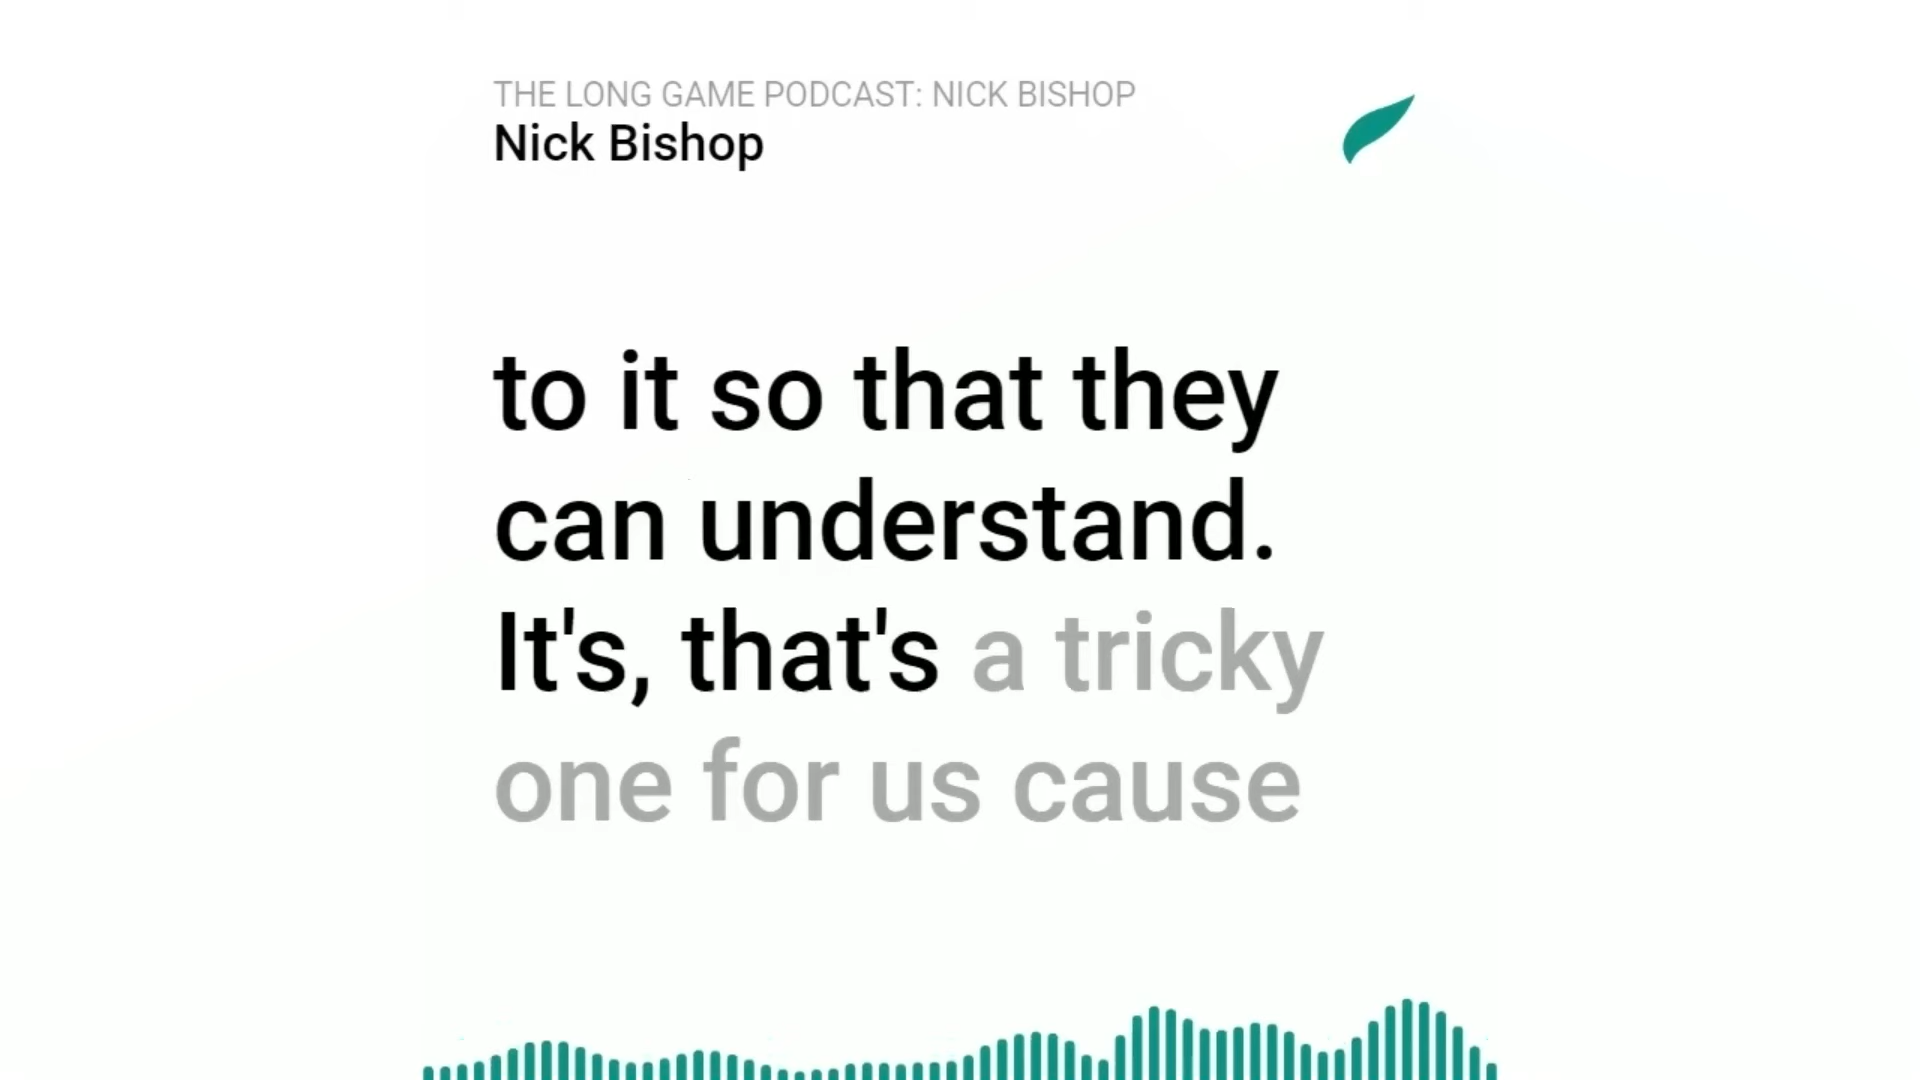 THE LONG GAME PODCAST: NICK BISHOP
Nick Bishop
to it so that they
can understand.
It's, that's a tricky
one for us cause